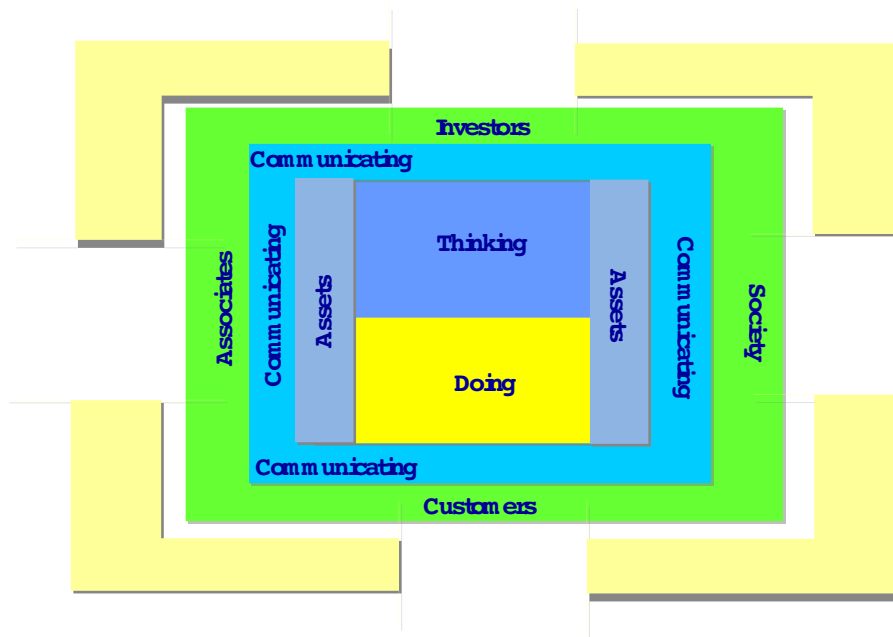 Investors
Communicating
Thinking
Associates
Communicating
Assets
Assets
Communicating
Society
Doing
Communicating
Customers